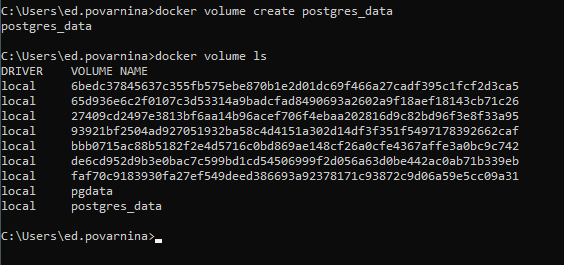 C:\Users\ed.povarnina>docker volume create postgres_data
postgres_data
C:\Users\ed.povarnina>docker volume ls
DRIVER    VOLUME NAME
local     6bedc37845637c355fb575ebe870b1e2d01dc69f466a27cadf395c1fcf2d3ca5
local     65d936e6c2f0107c3d53314a9badcfad8490693a2602a9f18aef18143cb71c26
local     27409cd2497e3813bf6aa14b96acef706f4ebaa202816d9c82bd96f3e8f33a95
local     93921bf2504ad927051932ba58c4d4151a302d14df3f351f5497178392662caf
local     bbb0715ac88b5182f2e4d5716c0bd869ae148cf26a0cfe4367affe3a0bc9c742
local     de6cd952d9b3e0bac7c599bd1cd54506999f2d056a63d0be442ac0ab71b339eb
local     faf70c9183930fa27ef549deed386693a92378171c93872c9d06a59e5cc09a31
local     pgdata
local     postgres_data
C:\Users\ed.povarnina>